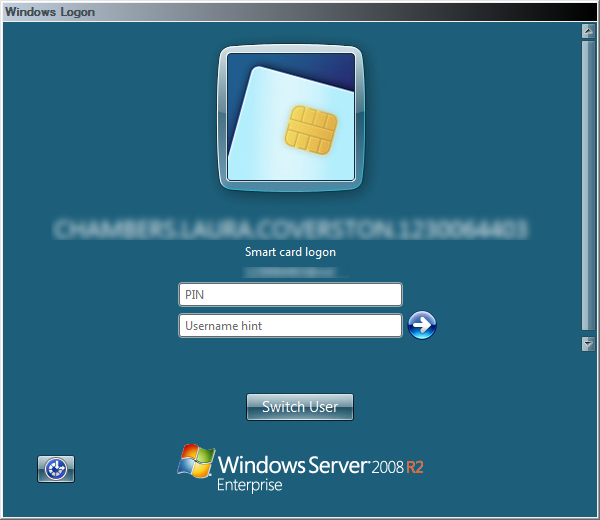 Windows Logon
Smart card logon
PIN
Username hint
Switch User
Windows Server 2008 R2
Enterprise